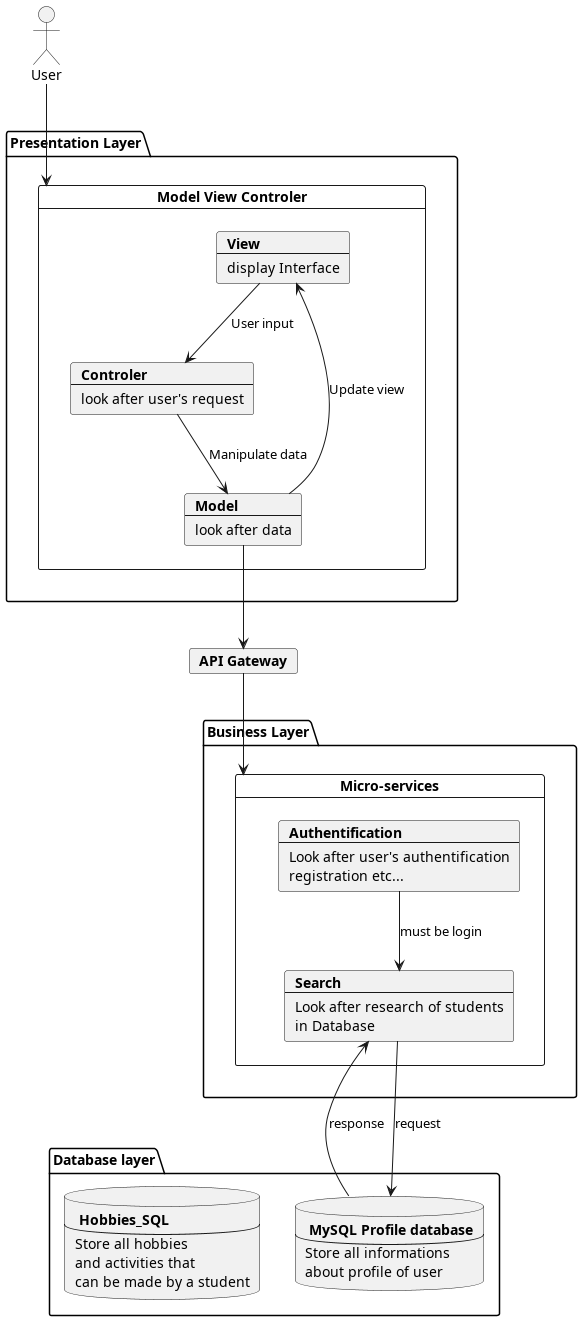 User
Presentation Layer
Model View Controler
View
display Interface
User input
Controler
look after user's request
Update view
Manipulate data
Model
look after data
API Gateway
Business Layer
Micro-services
Authentification
Look after user's authentification
registration etc...
must be login
Search
Look after research of students
in Database
response
request
Database layer
Hobbies_SQL
Store all hobbies
and activities that
can be made by a student
MySQL Profile database
Store all informations
about profile of user